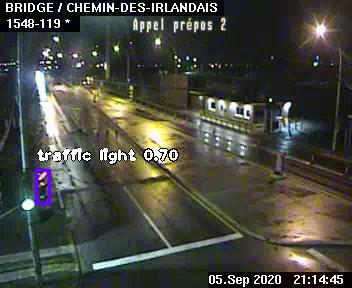 BRIDGE / CHEMIN-DES-IRLANDAIS
1548-119 *
Appel prépos 2
traffic light 0.70
05.Sep 2020 21:14:45